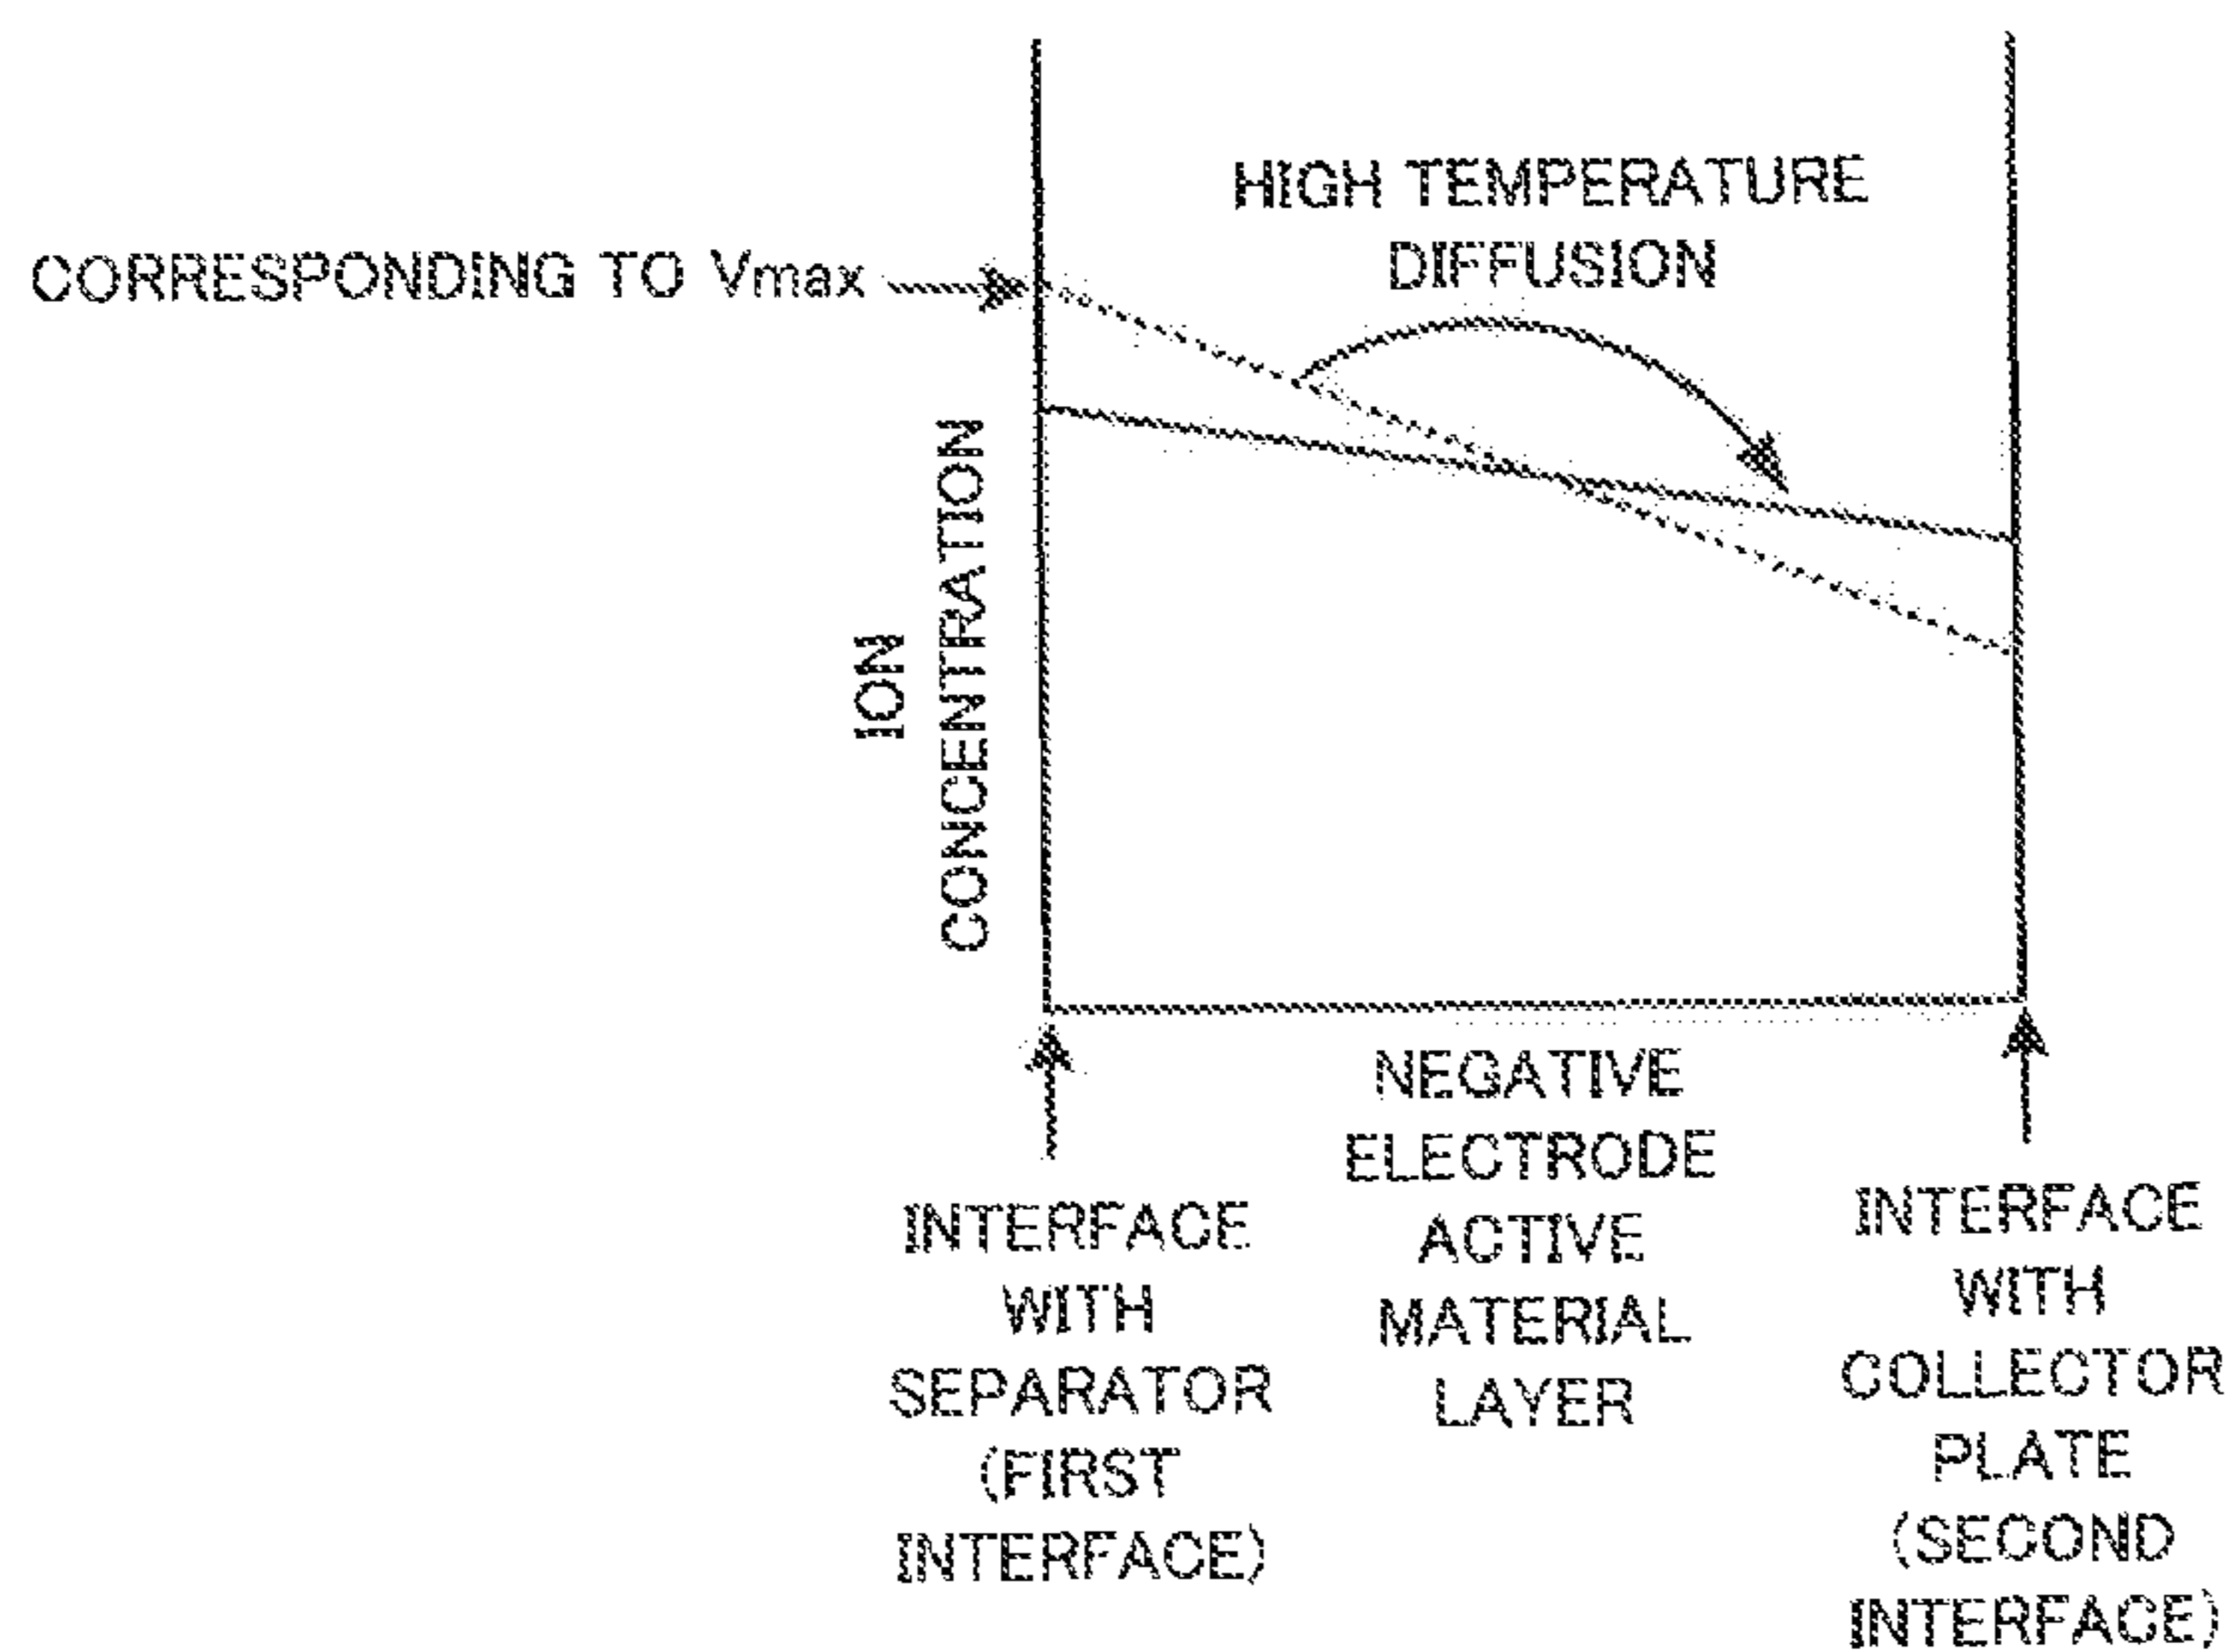 HIGH TEMPERATURE
DIFFUSION
CORRESPONDING TO Vmax
ION
CONCENTRATION
INTERFACE
WITH
SEPARATOR
(FIRST
INTERFACE)
NEGATIVE
ELECTRODE
ACTIVE
MATERIAL
LAYER
INTERFACE
WITH
COLLECTOR
PLATE
(SECOND
INTERFACE)